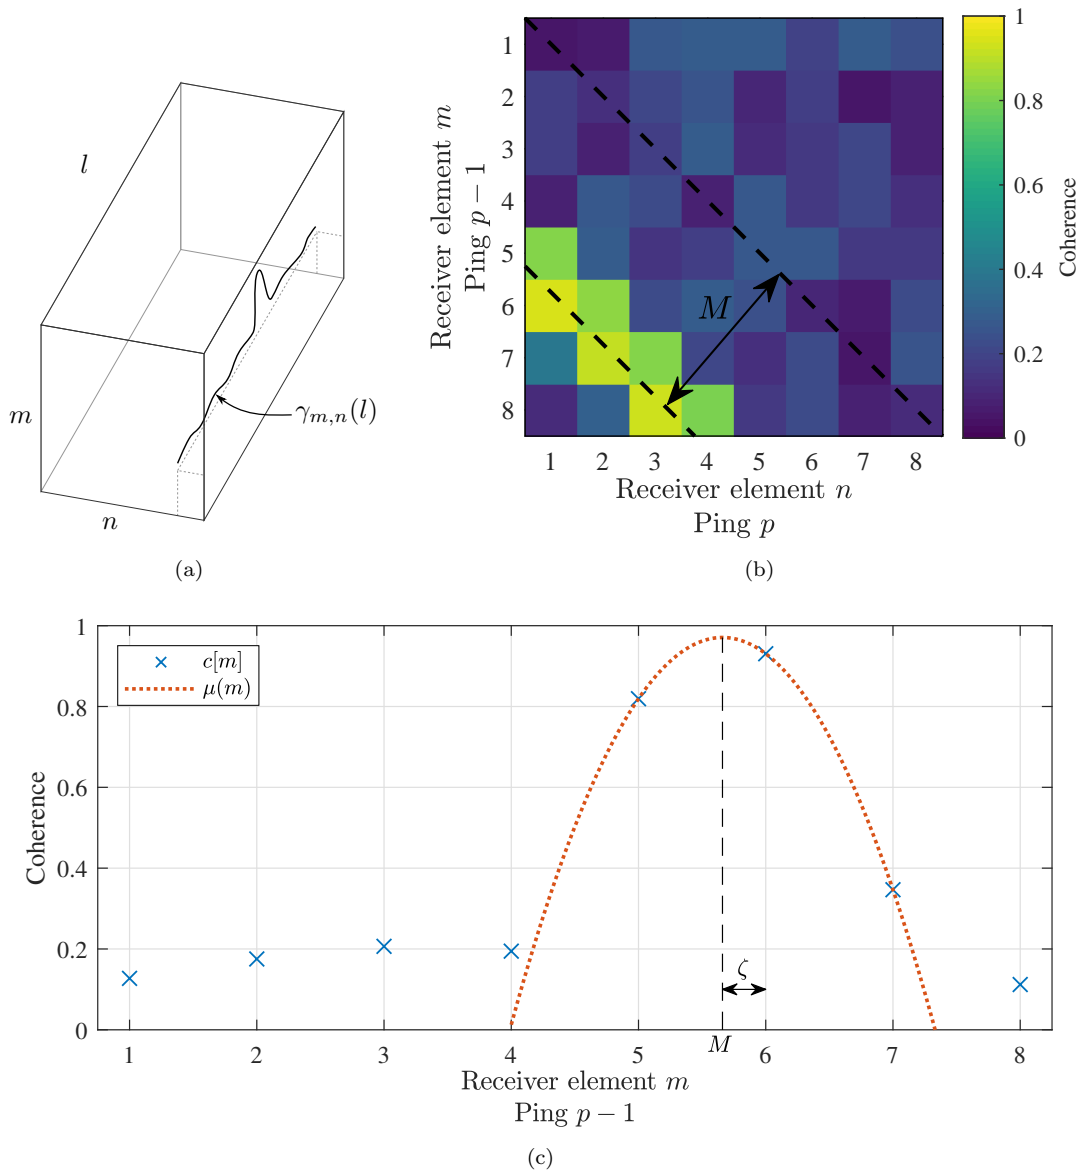 l
m
n
γ_{m,n}(l)
(a)
Receiver element m
Ping p − 1
1
2
3
4
5
6
7
8
M
1 2 3 4 5 6 7 8
Receiver element n
Ping p
1
0.8
0.6
0.4
0.2
0
Coherence
(b)
1
0.8
0.6
0.4
0.2
0
Coherence
c[m]
μ(m)
ζ
1 2 3 4 5 M 6 7 8
Receiver element m
Ping p − 1
(c)